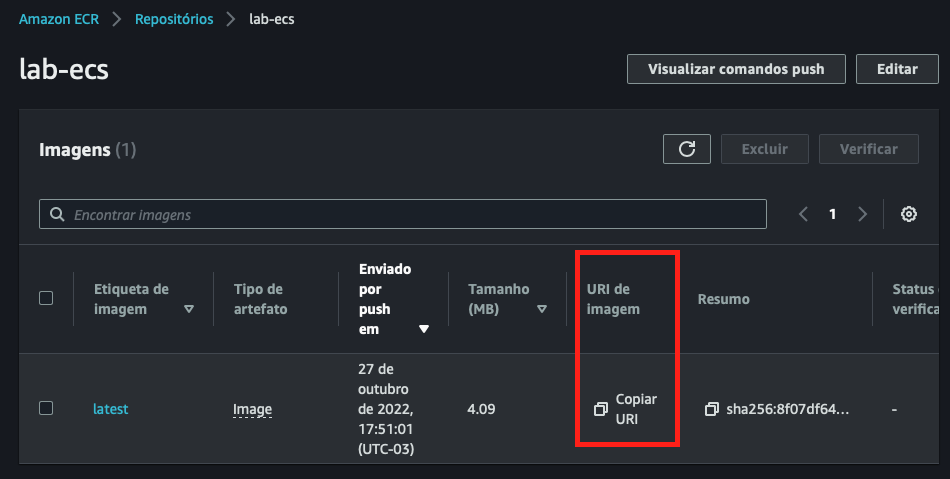 Amazon ECR > Repositórios > lab-ecs
lab-ecs
Visualizar comandos push
Editar
Imagens (1)
Excluir
Verificar
Encontrar imagens
1
Etiqueta de
imagem
Tipo de
artefato
Enviado
por
push
em
Tamanho
(MB)
URI de
imagem
Resumo
Status
verifica
latest
Image
27 de
outubro
de 2022,
17:51:01
(UTC-03)
4.09
Copiar
URI
sha256:8f07df64...
-